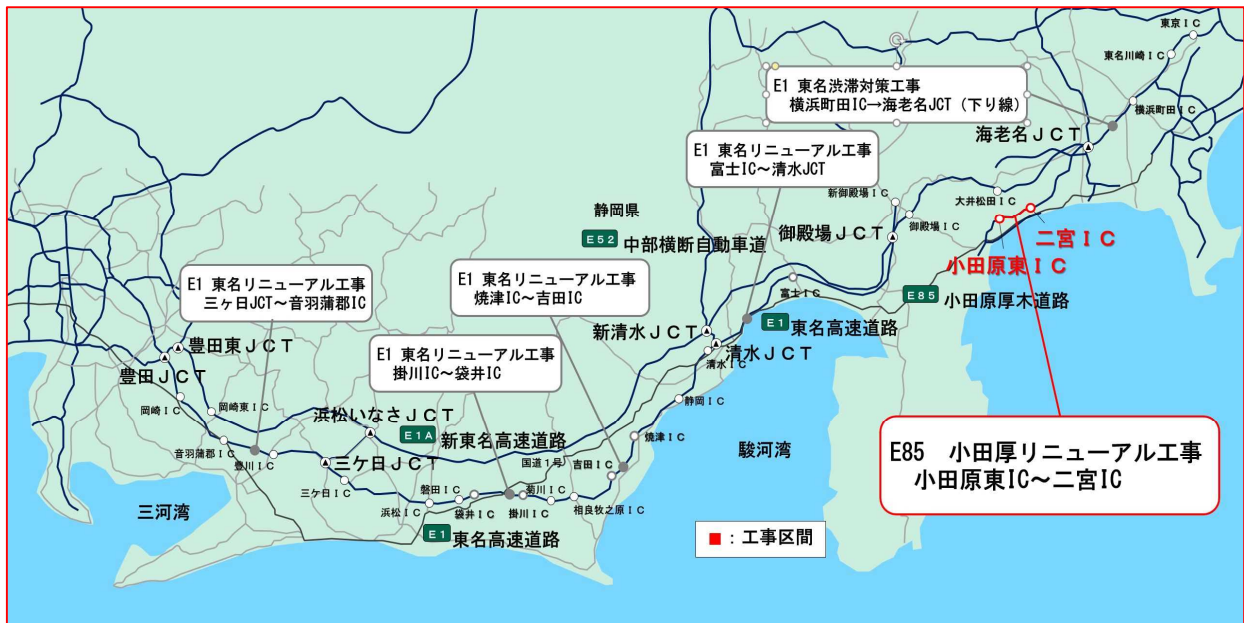 東京ＩＣ
東名川崎ＩＣ
E1 東名渋滞対策工事
横浜町田IC→海老名JCT（下り線）
横浜町田ＩＣ
海老名ＪＣＴ
E1 東名リニューアル工事
富士IC～清水JCT
新御殿場ＩＣ
大井松田ＩＣ
静岡県
御殿場ＪＣＴ
御殿場ＩＣ
二宮ＩＣ
E52 中部横断自動車道
小田原東ＩＣ
E1 東名リニューアル工事
三ヶ日JCT～音羽蒲郡IC
E1 東名リニューアル工事
焼津IC～吉田IC
富士ＩＣ
E85 小田原厚木道路
E1 東名高速道路
新清水ＪＣＴ
清水ＪＣＴ
清水ＩＣ
豊田東ＪＣＴ
豊田ＪＣＴ
E1 東名リニューアル工事
掛川IC～袋井IC
岡崎ＩＣ
岡崎東ＩＣ
静岡ＩＣ
浜松いなさＪＣＴ
E1A 新東名高速道路
焼津ＩＣ
駿河湾
音羽蒲郡ＩＣ
豊川ＩＣ
三ケ日ＪＣＴ
国道１号
吉田ＩＣ
E85 小田厚リニューアル工事
小田原東IC～二宮IC
三ケ日ＩＣ
磐田ＩＣ
菊川ＩＣ
三河湾
浜松ＩＣ
袋井ＩＣ
掛川ＩＣ
相良牧之原ＩＣ
E1 東名高速道路
：工事区間